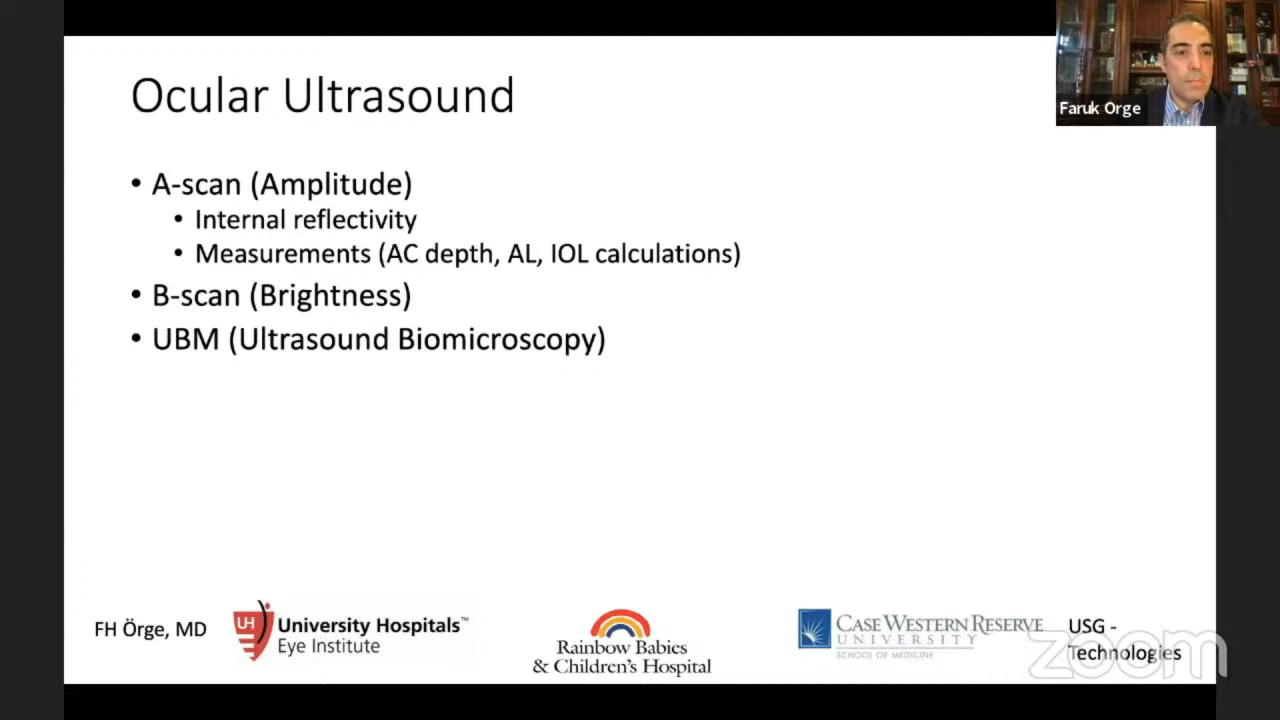 Ocular Ultrasound
Faruk Orge
• A-scan (Amplitude)
• Internal reflectivity
• Measurements (AC depth, AL, IOL calculations)
• B-scan (Brightness)
• UBM (Ultrasound Biomicroscopy)
FH Örge, MD
UH
University Hospitals™
Eye Institute
Rainbow Babies
& Children's Hospital
CASE WESTERN RESERVE
UNIVERSITY
SCHOOL OF MEDICINE
USG -
Technologies
zoom